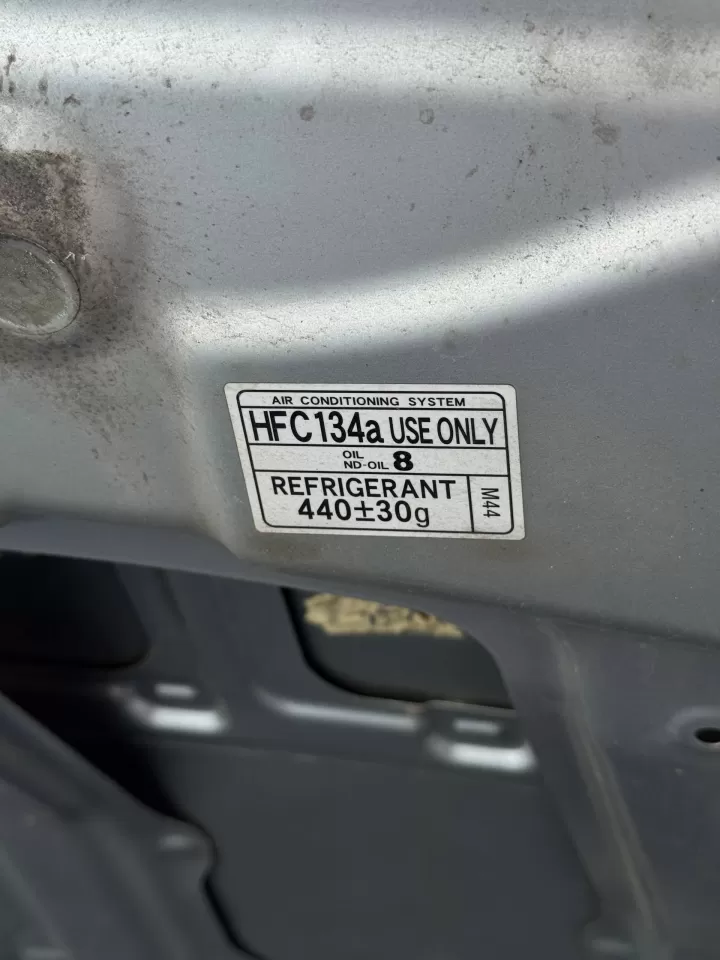 AIR CONDITIONING SYSTEM
HFC134a USE ONLY
OIL
ND-OIL 8
REFRIGERANT
440±30g
M44